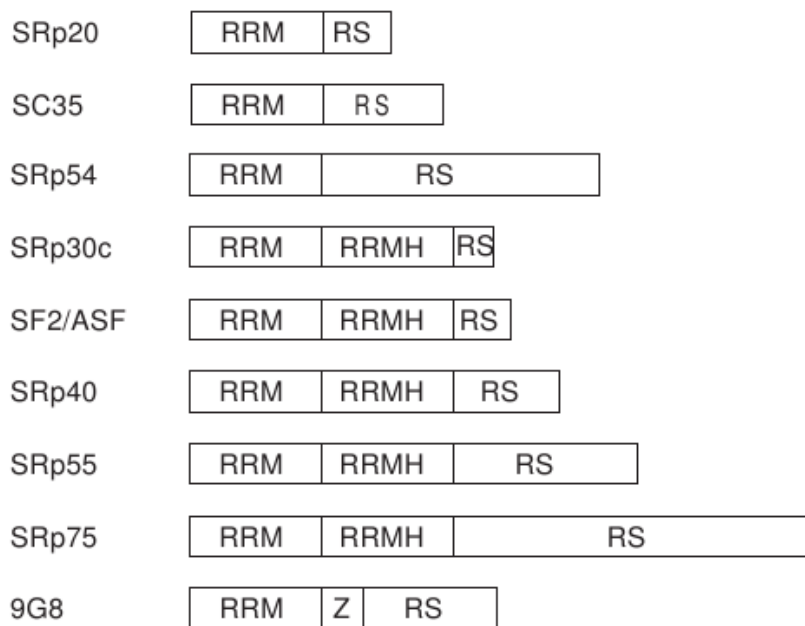 SRp20 RRM RS
SC35 RRM RS
SRp54 RRM RS
SRp30c RRM RRMH RS
SF2/ASF RRM RRMH RS
SRp40 RRM RRMH RS
SRp55 RRM RRMH RS
SRp75 RRM RRMH RS
9G8 RRM Z RS